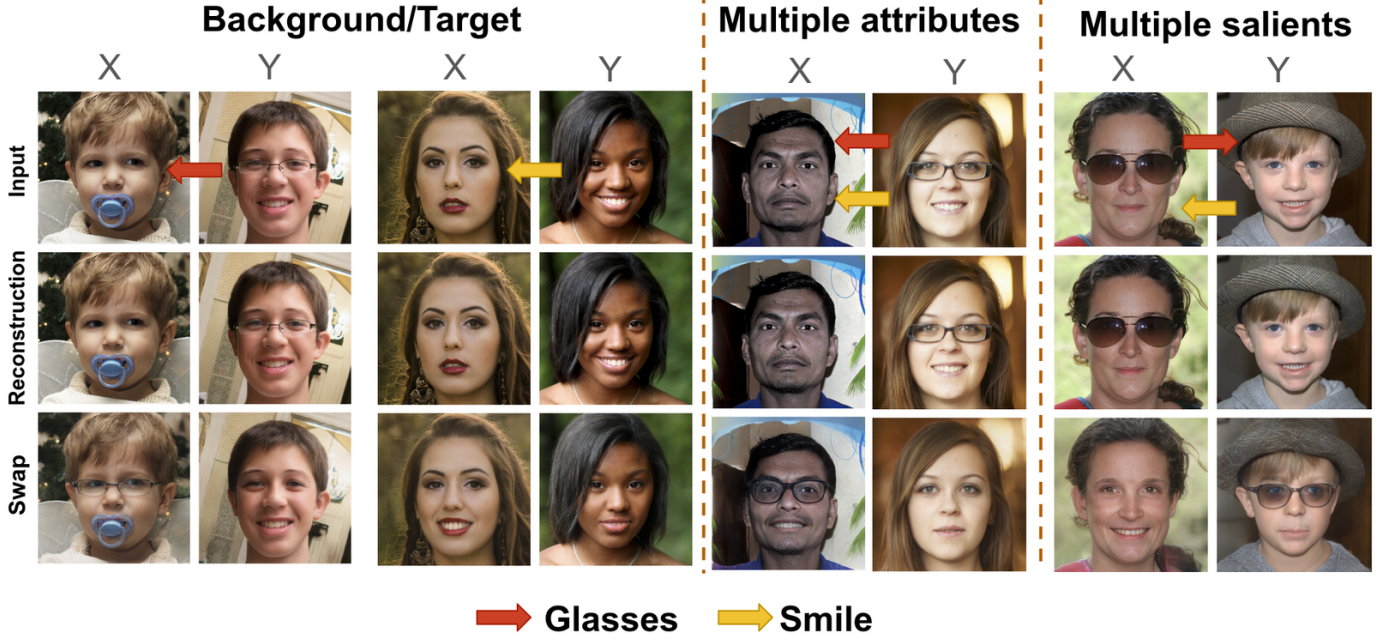 Background/Target
Multiple attributes
Multiple salients
X Y X Y X Y X Y
Input
Reconstruction
Swap
Glasses Smile